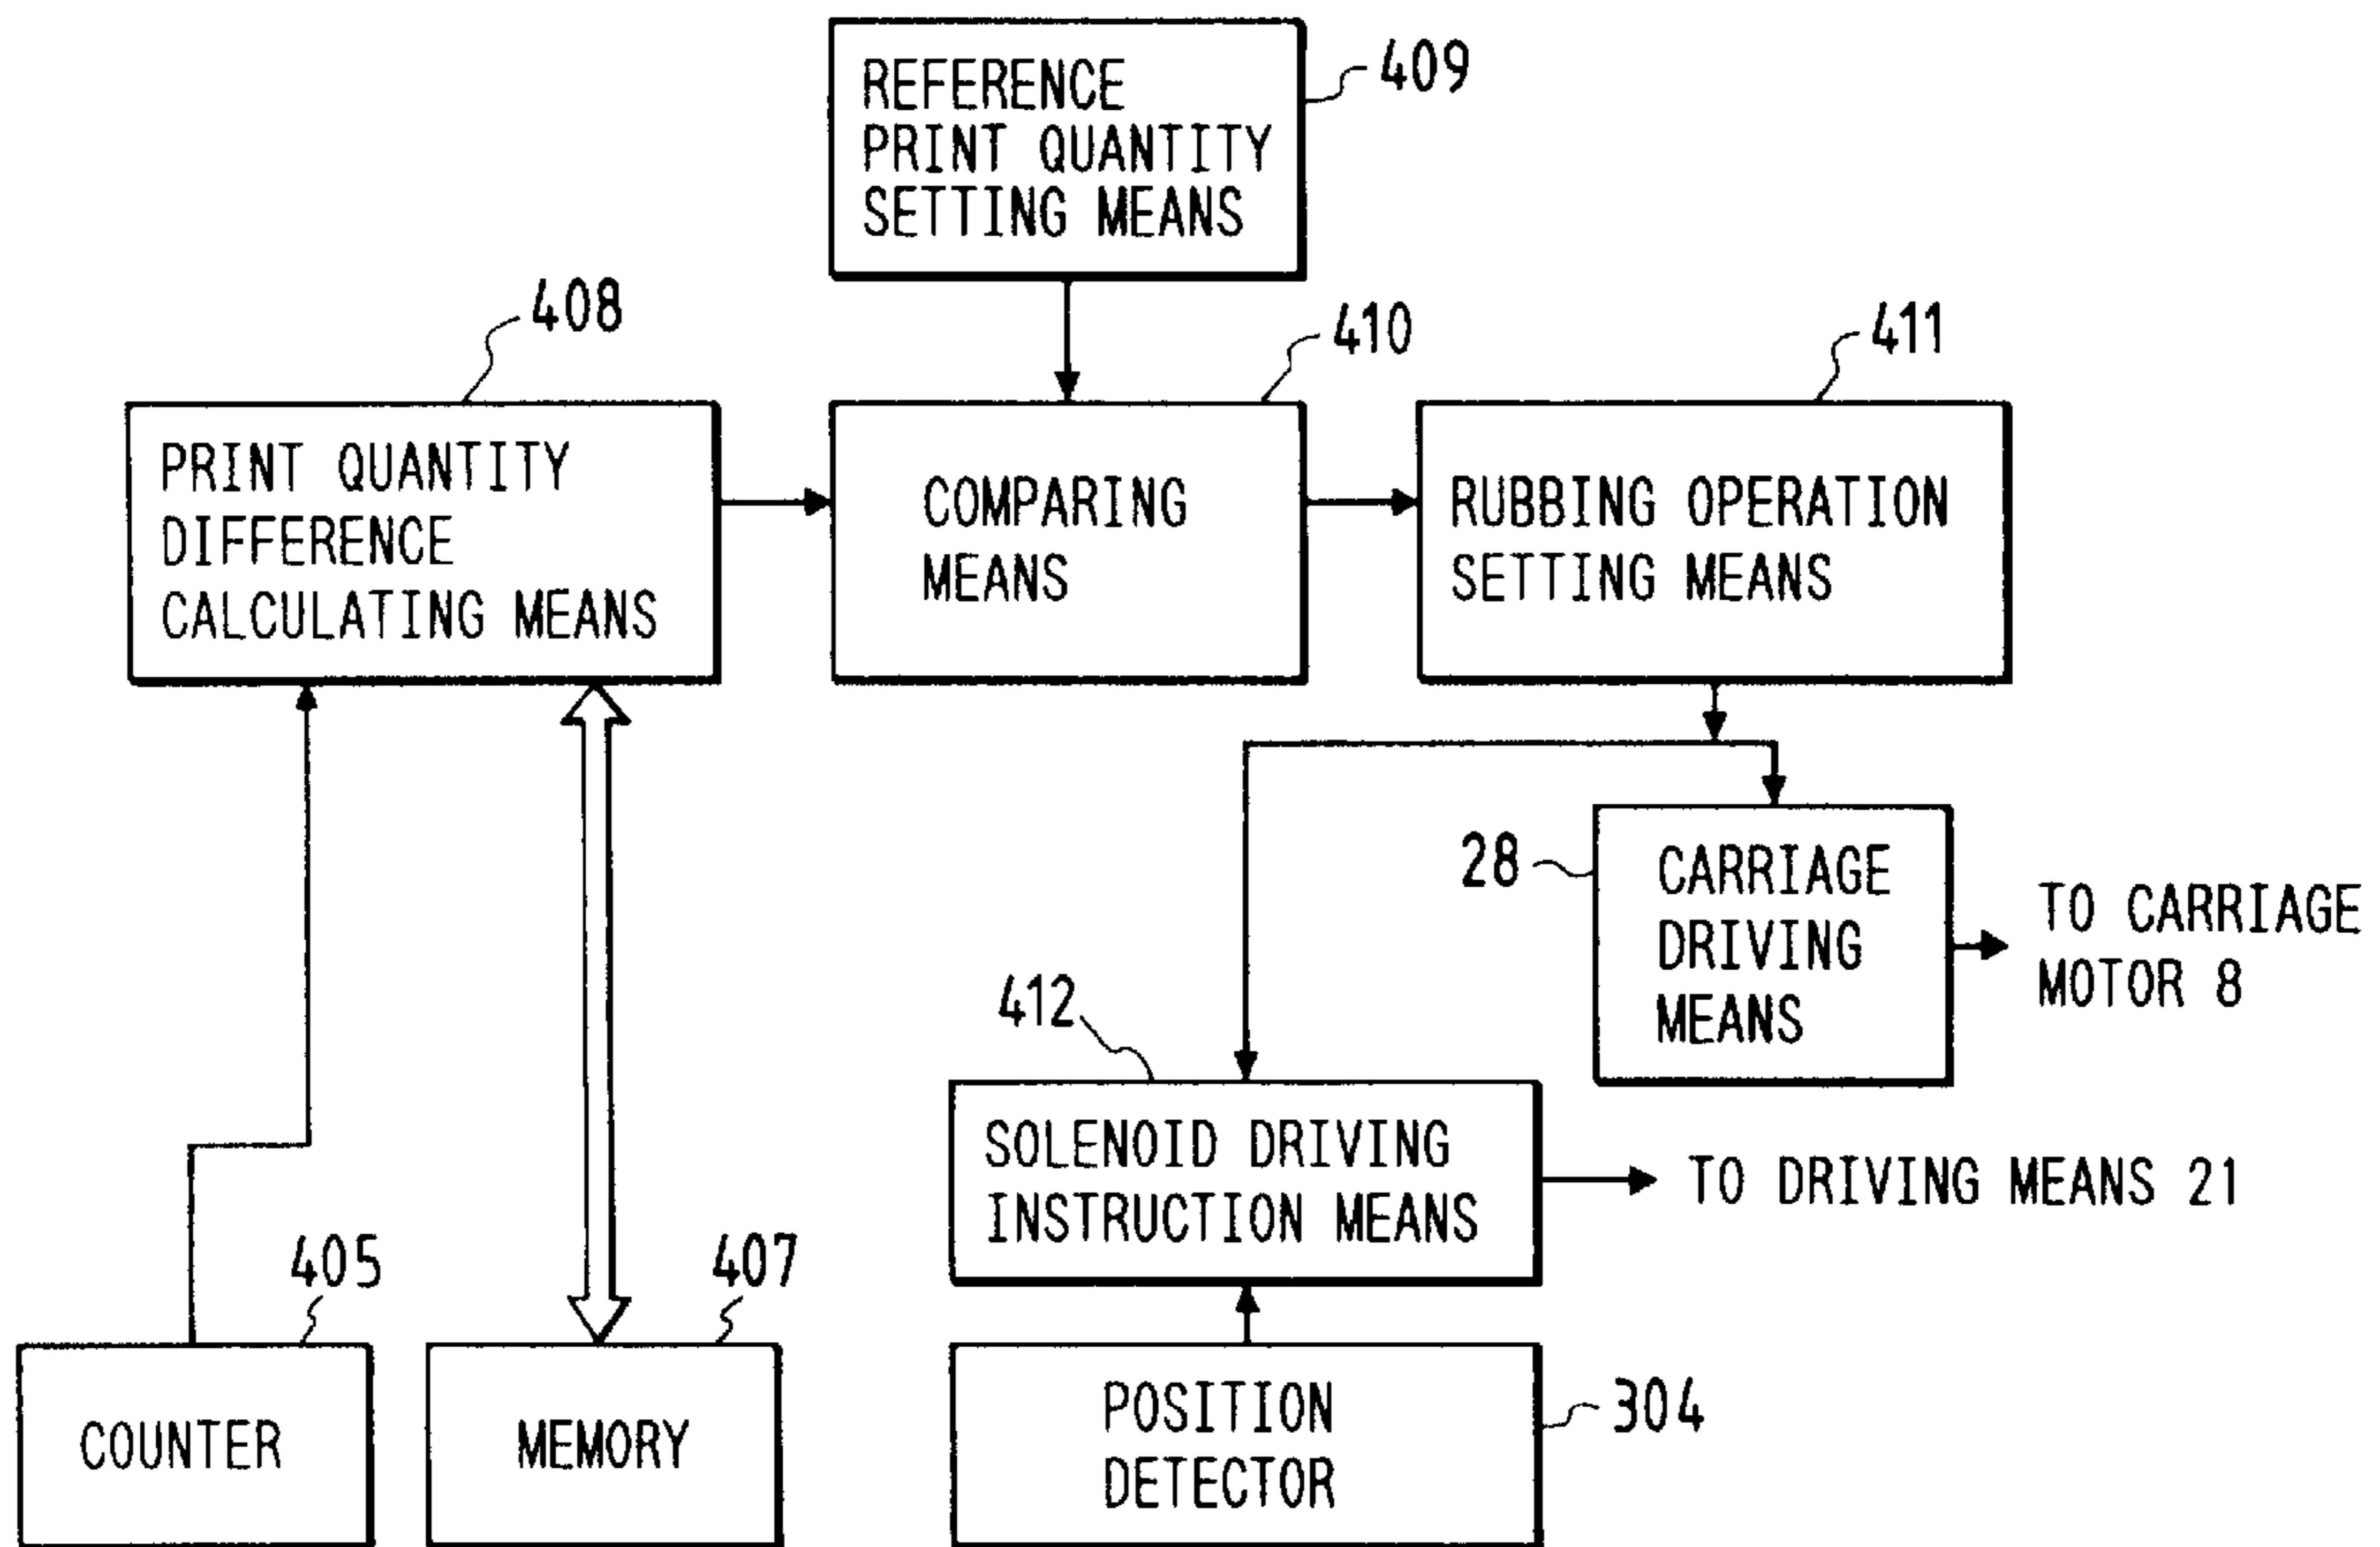 REFERENCE
PRINT QUANTITY
SETTING MEANS
409
408
410
411
PRINT QUANTITY
DIFFERENCE
CALCULATING MEANS
COMPARING
MEANS
RUBBING OPERATION
SETTING MEANS
28
CARRIAGE
DRIVING
MEANS
TO CARRIAGE
MOTOR 8
412
SOLENOID DRIVING
INSTRUCTION MEANS
TO DRIVING MEANS 21
405
407
COUNTER
MEMORY
POSITION
DETECTOR
304